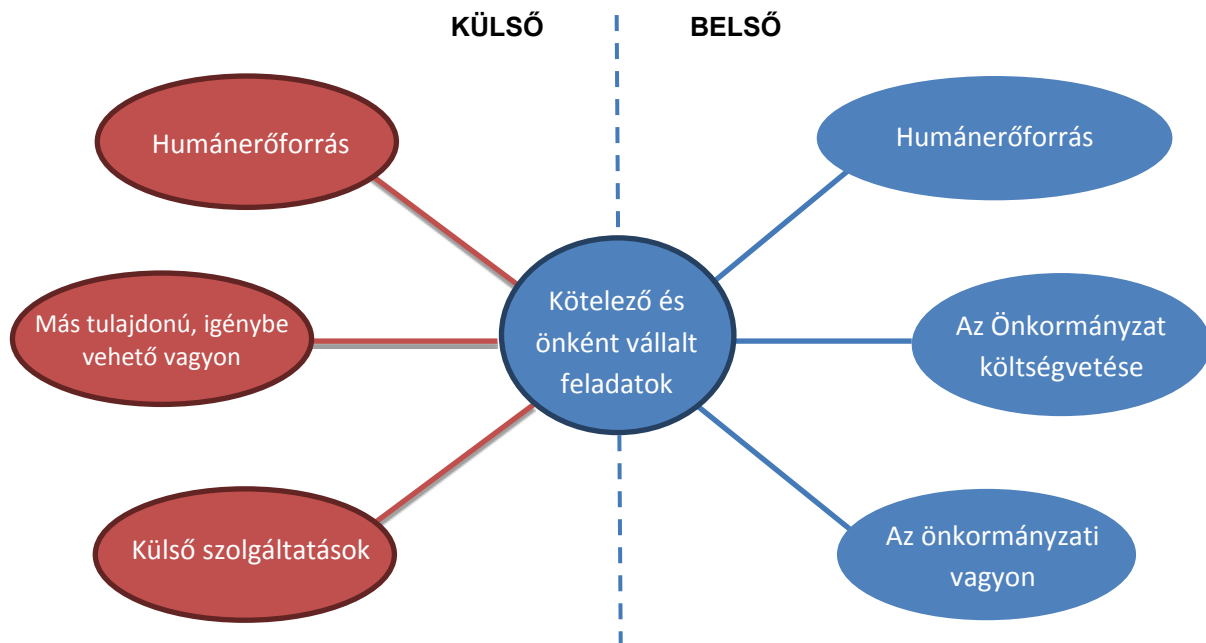 KÜLSŐ
BELSŐ
Humánerőforrás
Humánerőforrás
Más tulajdonú, igénybe
vehető vagyon
Kötelező és
önként vállalt
feladatok
Az Önkormányzat
költségvetése
Külső szolgáltatások
Az önkormányzati
vagyon